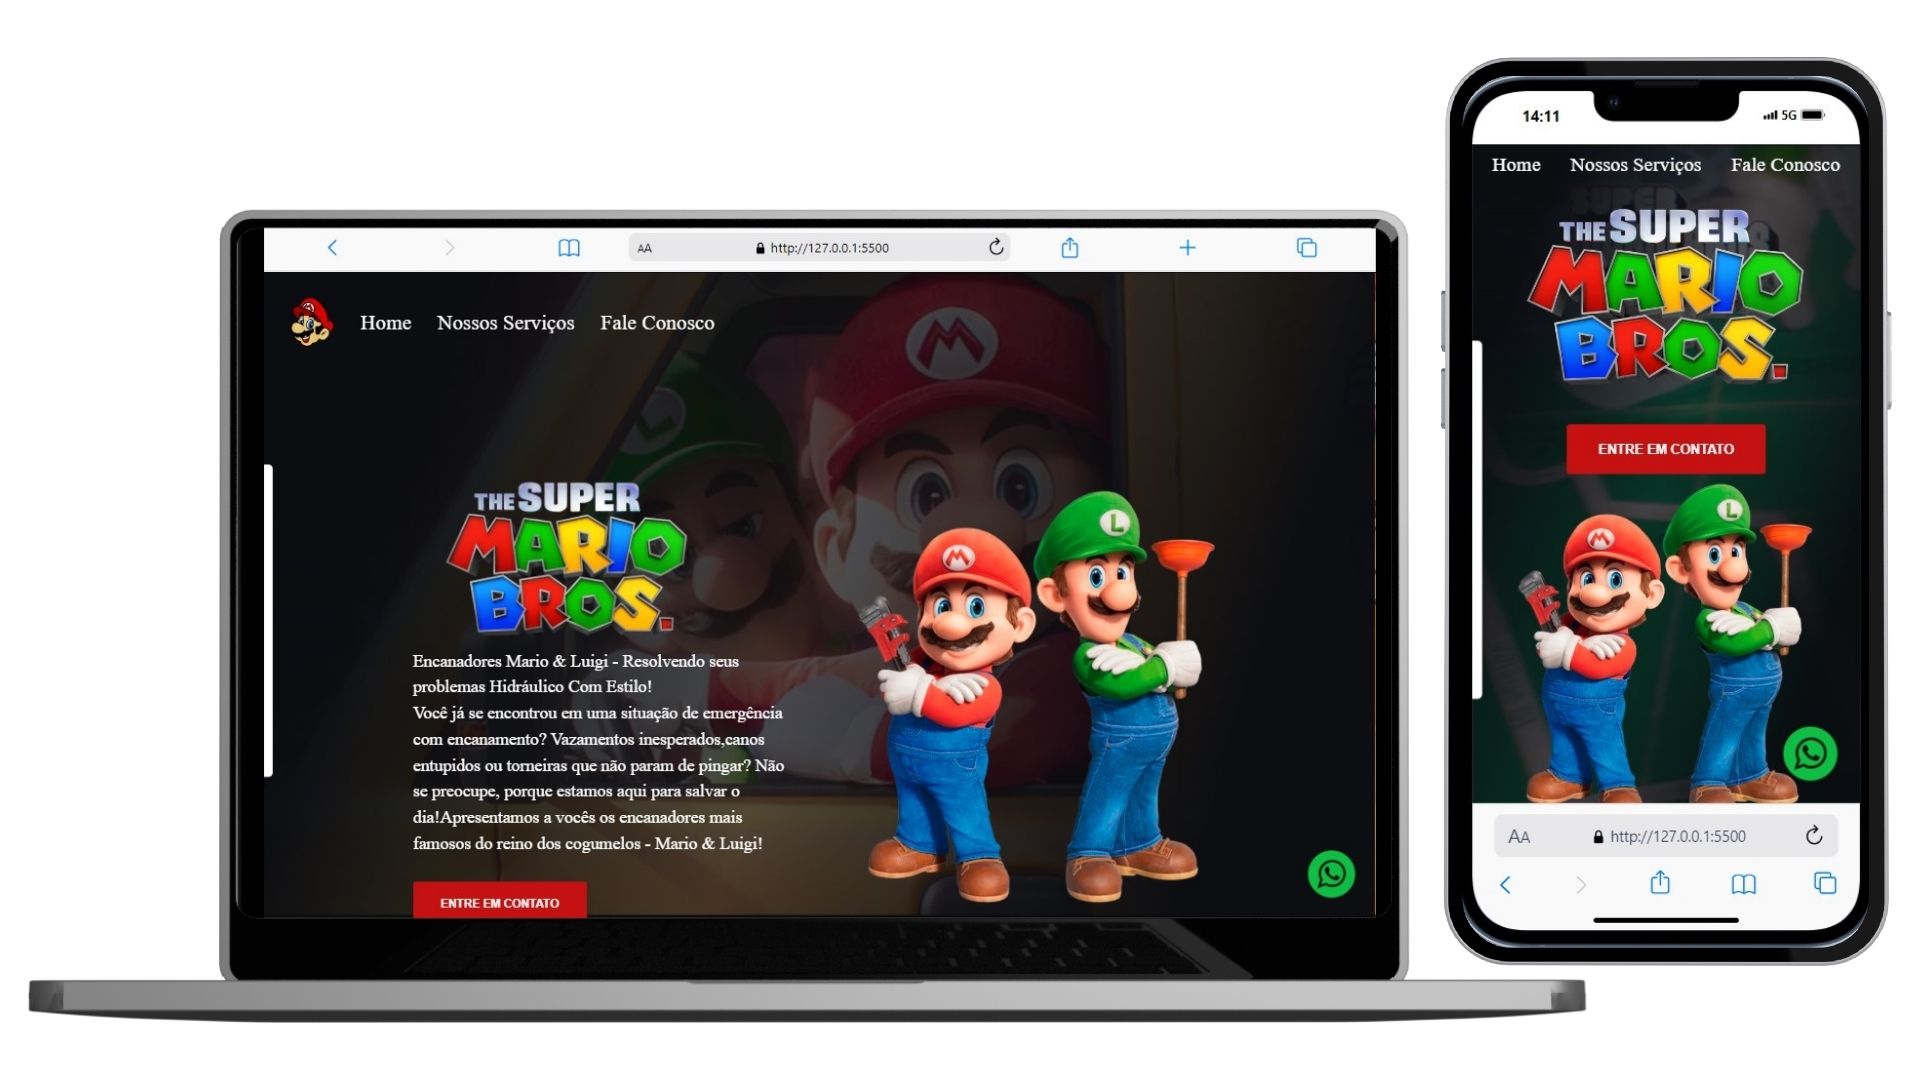 AA
http://127.0.0.1:5500
Home Nossos Serviços Fale Conosco
M
L
THE SUPER
MARIO
BROS.
M
L
Encanadores Mario & Luigi - Resolvendo seus
problemas Hidráulico Com Estilo!
Você já se encontrou em uma situação de emergência
com encanamento? Vazamentos inesperados,canos
entupidos ou torneiras que não param de pingar? Não
se preocupe, porque estamos aqui para salvar o
dia!Apresentamos a vocês os encanadores mais
famosos do reino dos cogumelos - Mario & Luigi!
ENTRE EM CONTATO
14:11
5G
Home Nossos Serviços Fale Conosco
THE SUPER
MARIO
BROS.
ENTRE EM CONTATO
M
L
AA
http://127.0.0.1:5500